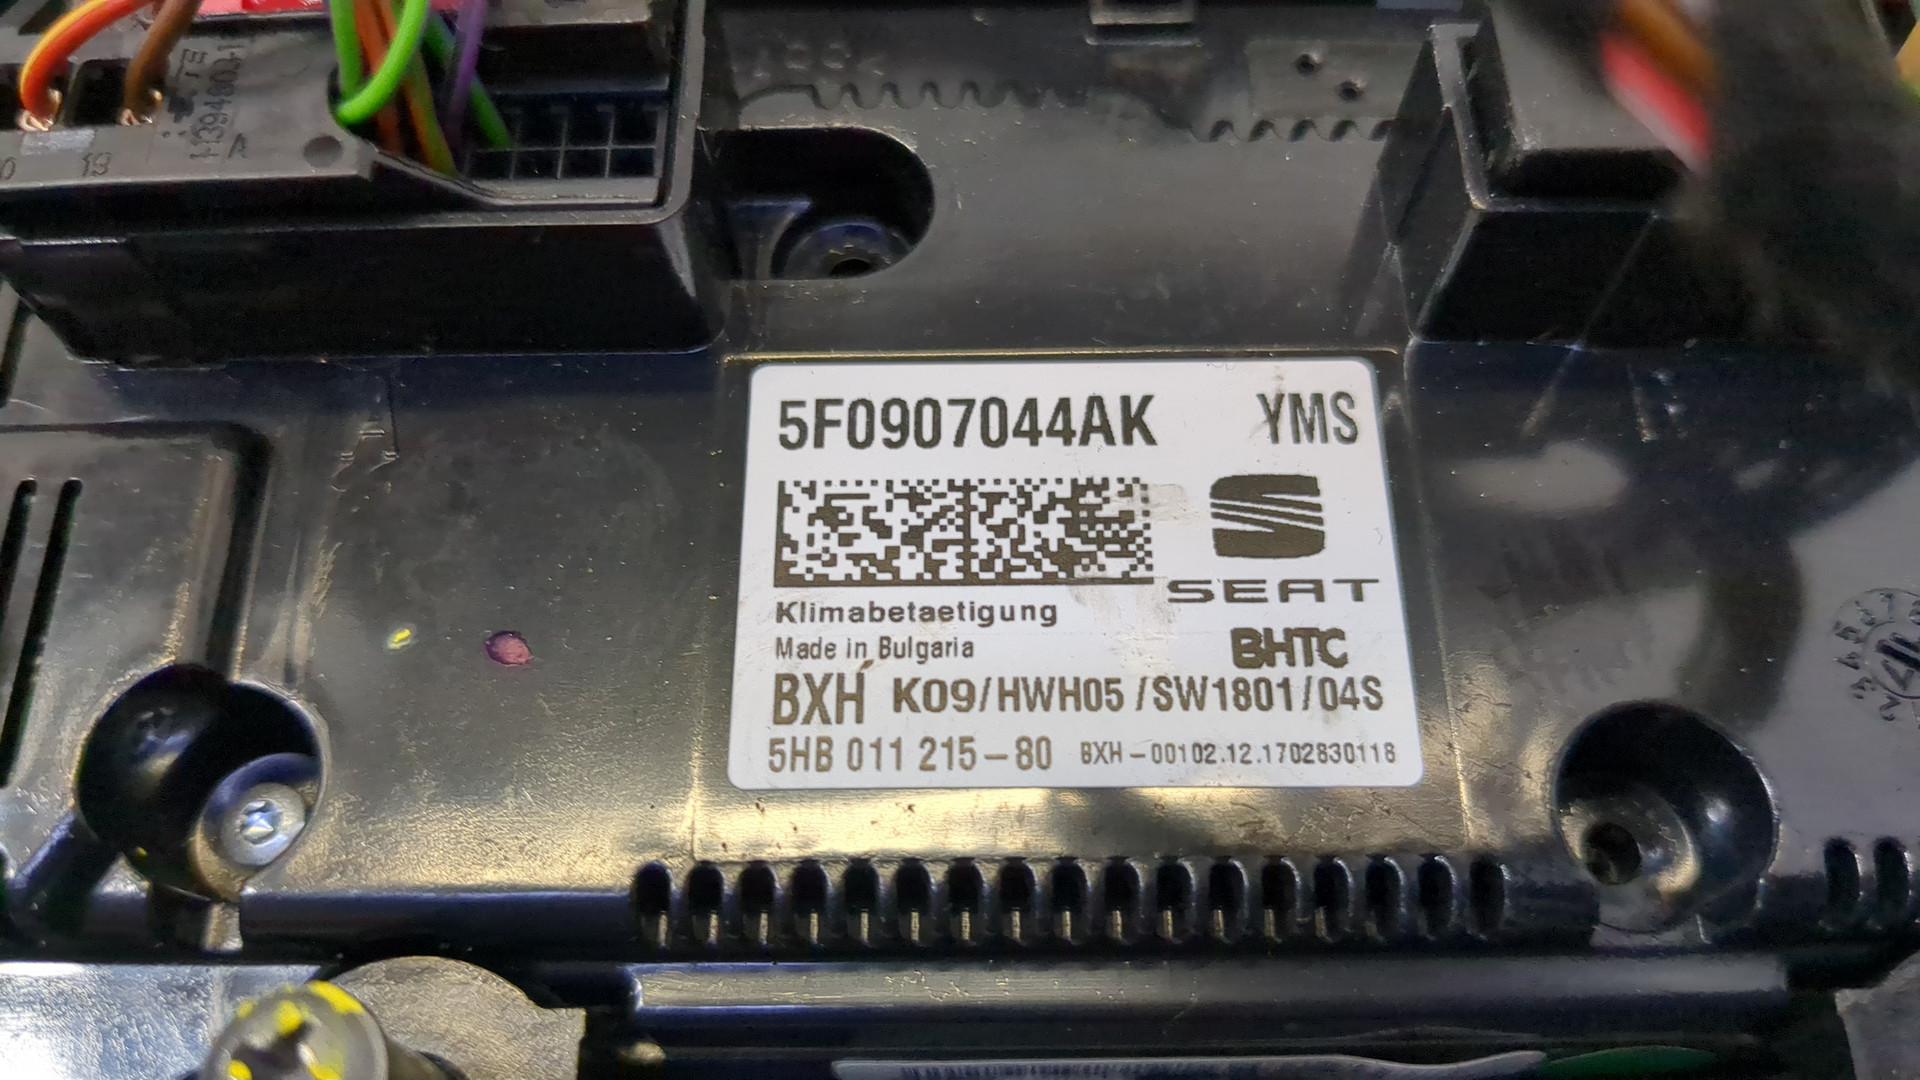 19
5F0907044AK YMS
SEAT
Klimabetaetigung
Made in Bulgaria
BHTC
BXH K09/HWH05/SW1801/04S
5HB 011 215-80 BXH-00102.12.1702830118